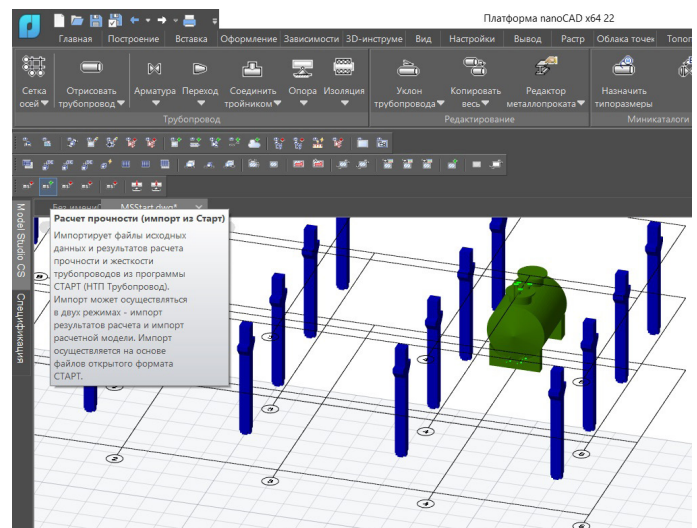 Платформа nanoCAD x64 22
Главная Построение Вставка Оформление Зависимости 3D-инструме Вид Настройки Вывод Растр Облака точек Топоп
Сетка осей Отрисовать трубопровод Арматура Переход Соединить тройником Опора Изоляция Уклон трубопровода Копировать весь Редактор металлопроката Назначить типоразмеры
Трубопровод Редактирование Миникаталоги
Без имени0 MSStart.dwg*
Model Studio CS
Спецификация
Расчет прочности (импорт из Старт)
Импортирует файлы исходных
данных и результатов расчета
прочности и жесткости
трубопроводов из программы
СТАРТ (НТП Трубопровод).
Импорт может осуществляться
в двух режимах - импорт
результатов расчета и импорт
расчетной модели. Импорт
осуществляется на основе
файлов открытого формата
СТАРТ.